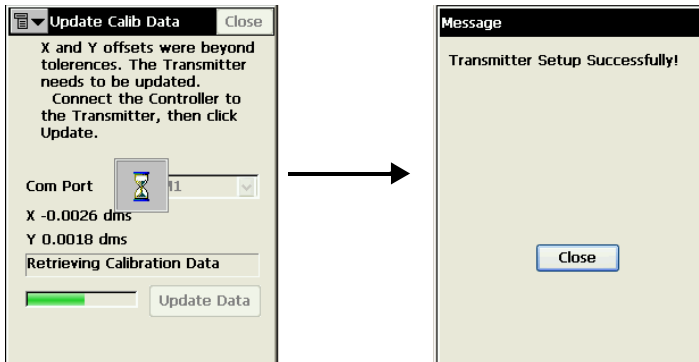 Update Calib Data Close
X and Y offsets were beyond
tolerences. The Transmitter
needs to be updated.
Connect the Controller to
the Transmitter, then click
Update.
Com Port
X -0.0026 dms
Y 0.0018 dms
Retrieving Calibration Data
Update Data
Message
Transmitter Setup Successfully!
Close